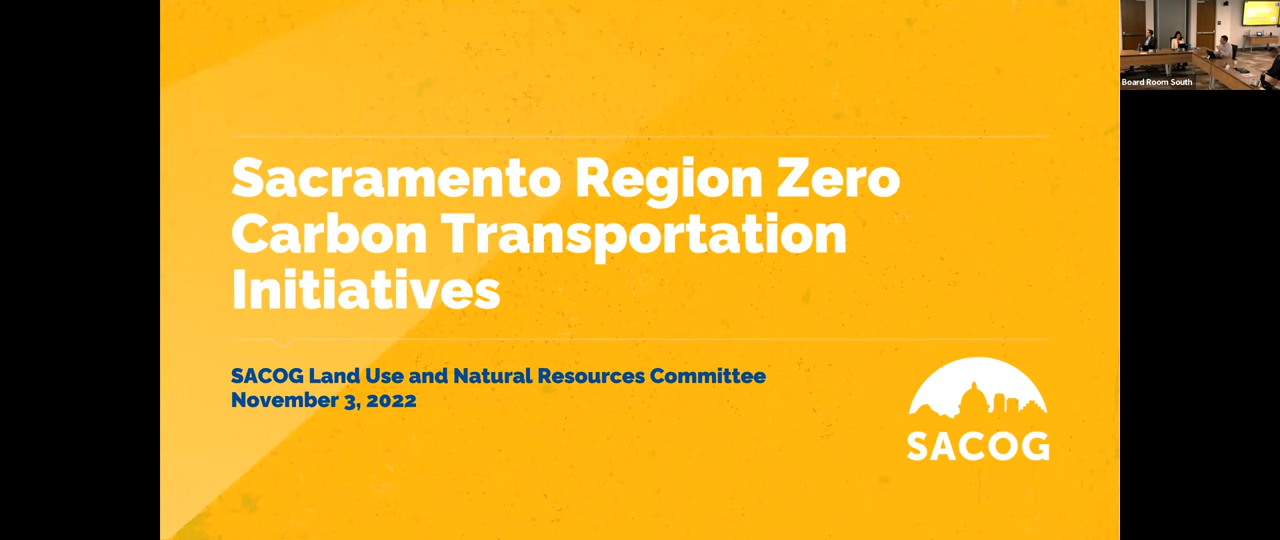 Sacramento Region Zero
Carbon Transportation
Initiatives
SACOG Land Use and Natural Resources Committee
November 3, 2022
SACOG
Board Room South